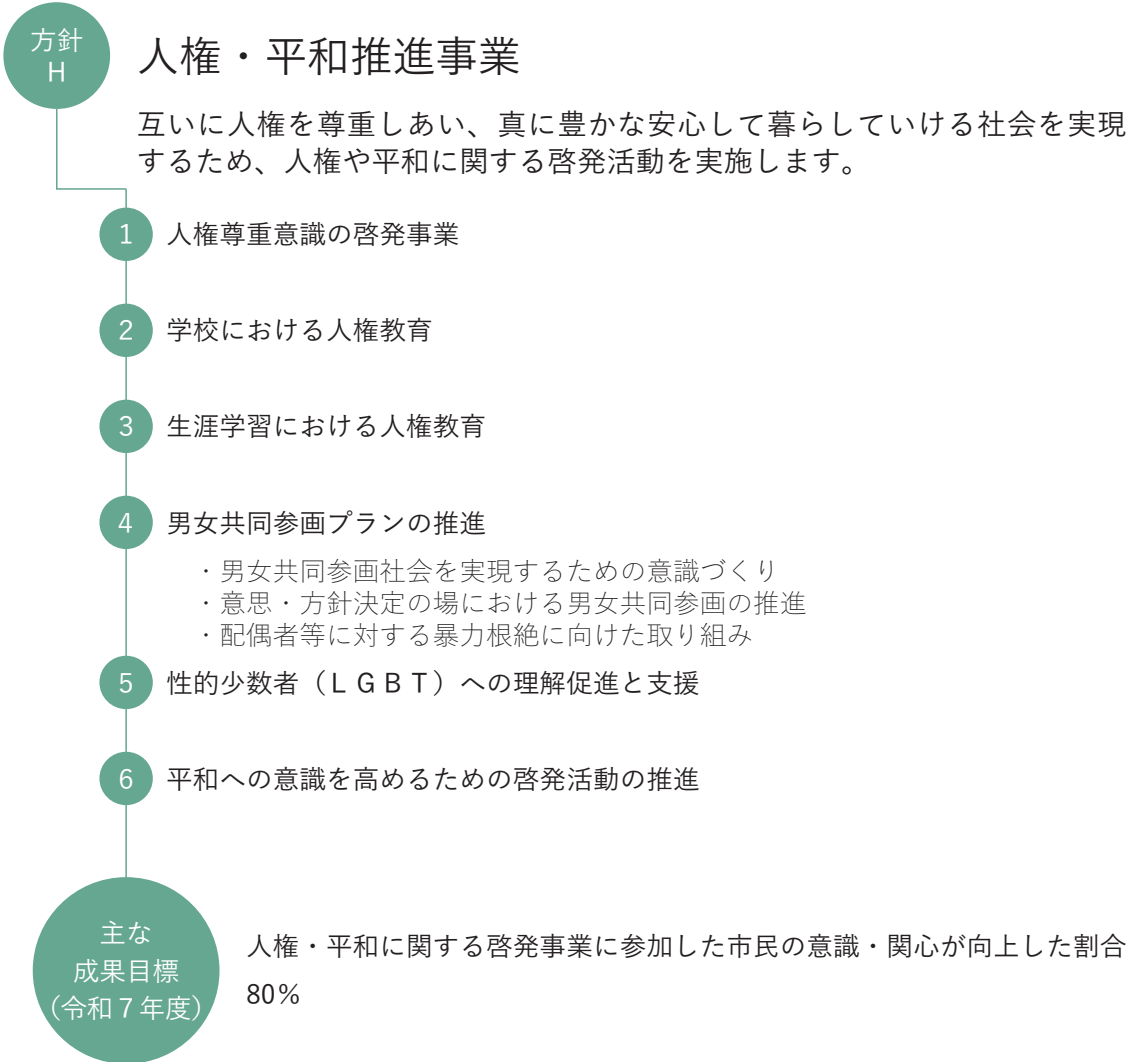 方針
H
人権・平和推進事業
互いに人権を尊重しあい、真に豊かな安心して暮らしていける社会を実現
するため、人権や平和に関する啓発活動を実施します。
1 人権尊重意識の啓発事業
2 学校における人権教育
3 生涯学習における人権教育
4 男女共同参画プランの推進
・男女共同参画社会を実現するための意識づくり
・意思・方針決定の場における男女共同参画の推進
・配偶者等に対する暴力根絶に向けた取り組み
5 性的少数者（ＬＧＢＴ）への理解促進と支援
6 平和への意識を高めるための啓発活動の推進
主な
成果目標
（令和７年度）
人権・平和に関する啓発事業に参加した市民の意識・関心が向上した割合
80％